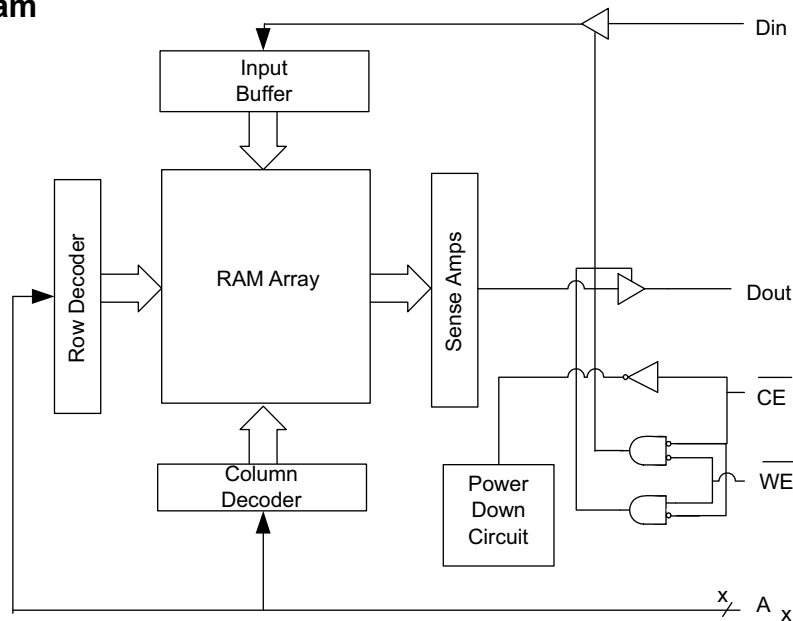 am
Din
Input
Buffer
Row Decoder
RAM Array
Sense Amps
Dout
CE
WE
Column
Decoder
Power
Down
Circuit
x
A x